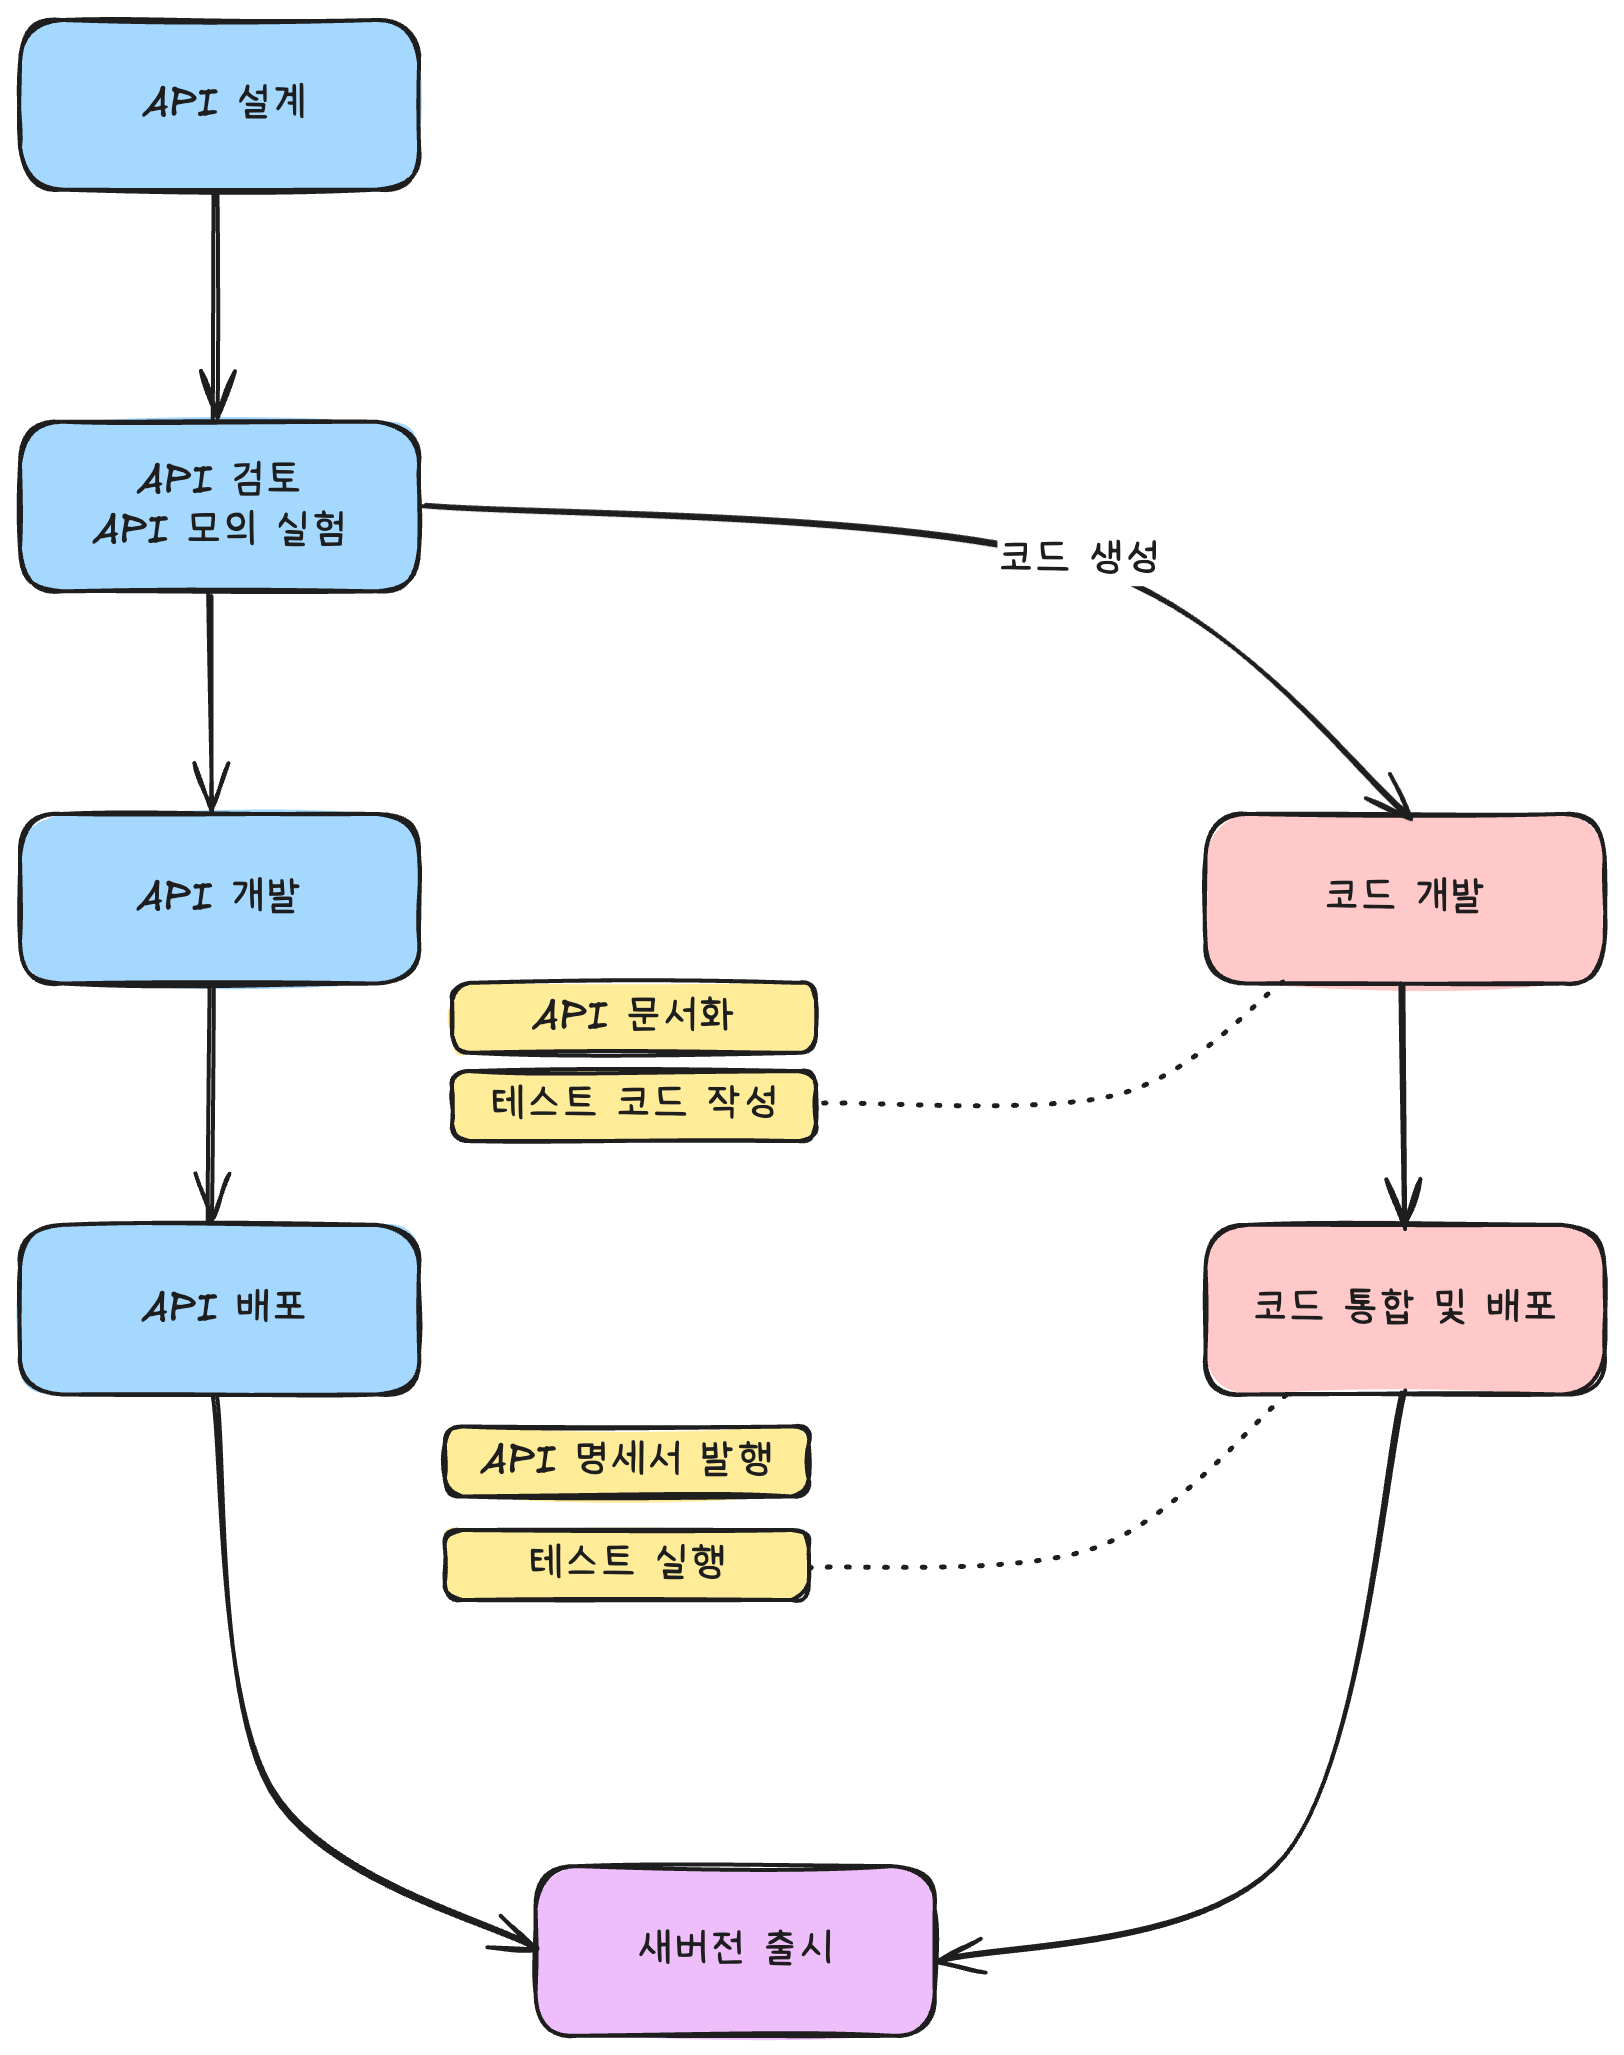 API 설계
API 검토
API 모의 실험
코드 생성
API 개발
코드 개발
API 문서화
테스트 코드 작성
API 배포
코드 통합 및 배포
API 명세서 발행
테스트 실행
새버전 출시